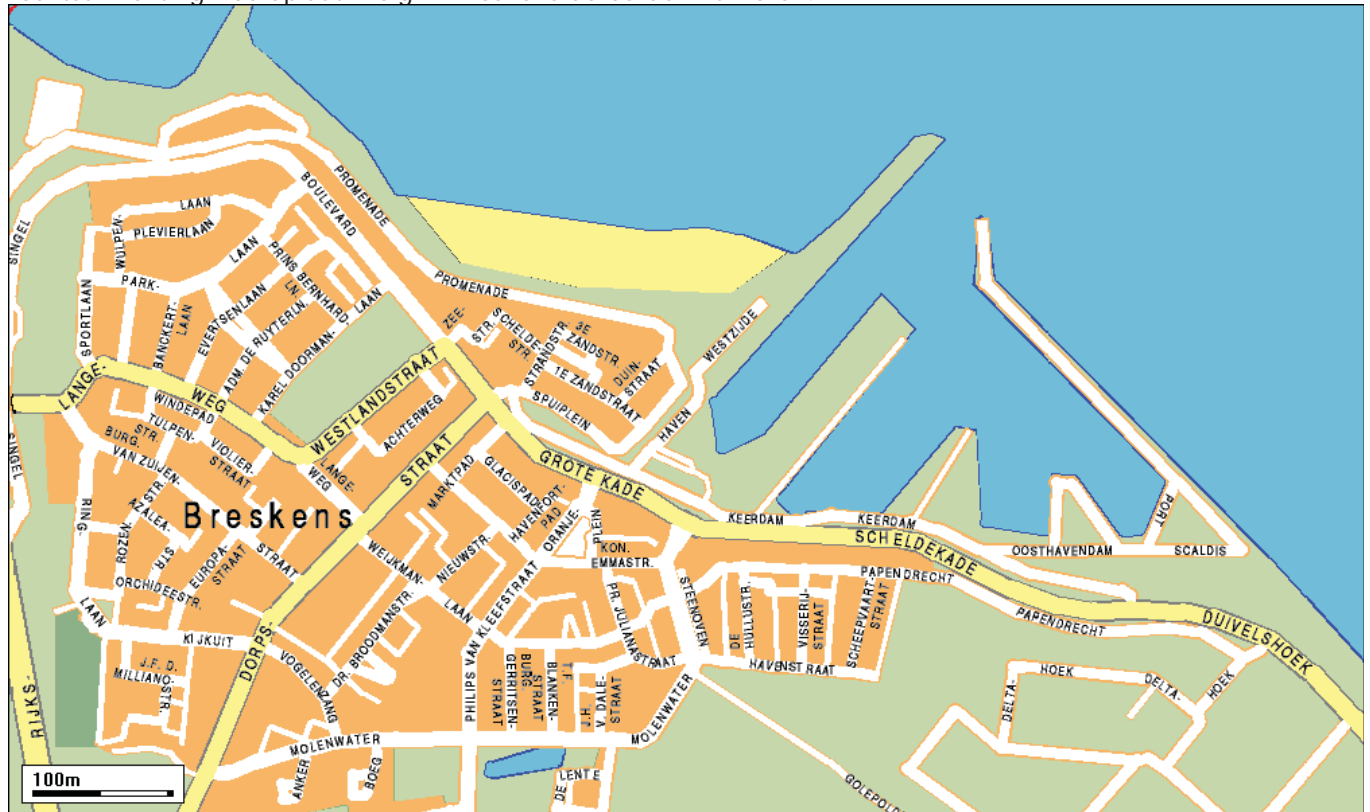 SINGEL
PROMENADE
BOULEVARD
LAAN
WULPEN-
PLEVIERLAAN
LAAN
PARK-
PRINS BERNHARD
LN.
LAAN
SPORTLAAN
BANCKERT-
LAAN
EVERTSENLAAN
ADM. DE RUYTERLN.
KAREL DOORMAN-
PROMENADE
ZEE-
STR.
SCHELDE-
STR.
STRANDSTR.
3E
ZANDSTR.
DUIN-
STRAAT
1E ZANDSTRAAT
SPUIPLEIN
WESTZIJDE
HAVEN
LANGE-
WEG
WESTLANDSTRAAT
WINDEPAD
TULPEN-
STR.
VIOLIER-
STRAAT
ACHTERWEG
LANGE-
WEG
SINGEL
BURG.
VAN ZUIJEN-
STR.
RING-
LAAN
AZALEA-
ROZEN-
IRIS
STR.
EUROPA-
STRAAT
STRAAT
ORCHIDEESTR.
Breskens
STRAAT
MARKTPAD
GLACISPAD
HAVENFORT-
PAD
ORANJE-
PLEIN
GROTE KADE
KEERDAM
KEERDAM
SCHELDEKADE
OOSTHAVENDAM
PORT
SCALDIS
WEIJKMAN-
LAAN
NIEUWSTR.
KON.
EMMASTR.
PR. JULIANASTRAAT
STEENOVEN
PAPENDRECHT
PAPENDRECHT
DUIVELSHOEK
DE
HULLUSTR.
VISSERIJ-
STRAAT
SCHEEPVAART-
STRAAT
HAVENSTRAAT
KIJKUIT
VOGELENZANG
DR. BROODMANSTR.
PHILIPS VAN KLEEFSTRAAT
GERRITSEN-
STRAAT
BURG.
BLANKEN-
STRAAT
T.F.
J.H.
V. DALE-
STRAAT
J.F. D.
MILLIANO-
STR.
DORPS-
RIJKS-
MOLENWATER
MOLENWATER
ANKER
BOEG
DE
LENTE
HOEK
DELTA-
DELTA-
HOEK
100m